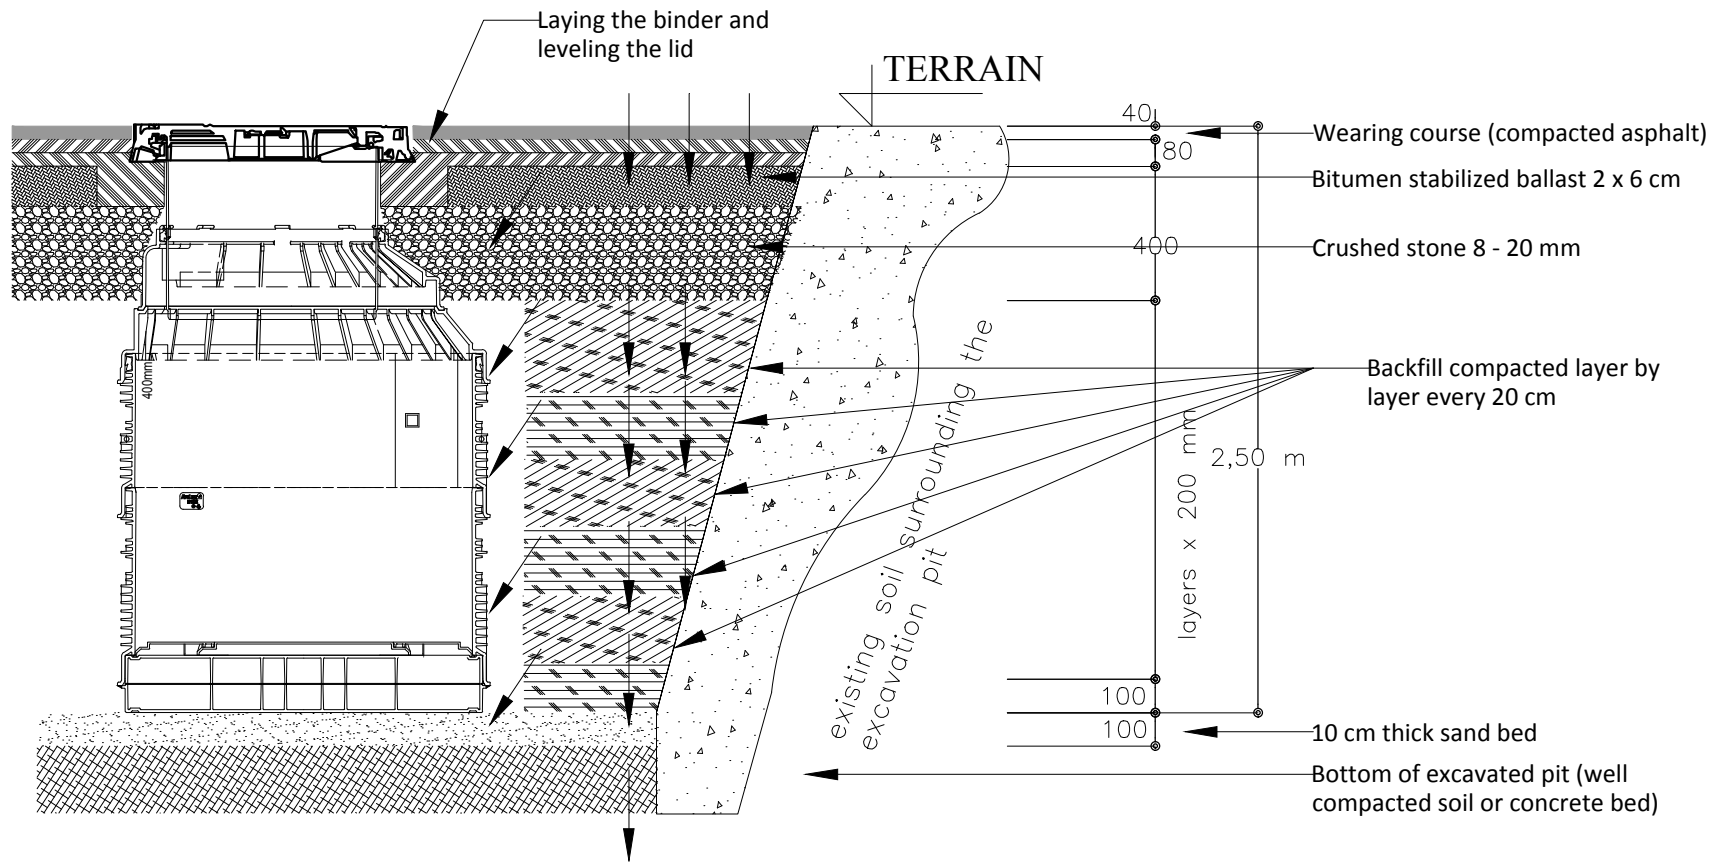 Laying the binder and
leveling the lid
TERRAIN
40
Wearing course (compacted asphalt)
80
Bitumen stabilized ballast 2 x 6 cm
400
Crushed stone 8 - 20 mm
400mm
existing soil surrounding the
excavation pit
Backfill compacted layer by
layer every 20 cm
layers x 200 mm
2,50 m
100
100
10 cm thick sand bed
Bottom of excavated pit (well
compacted soil or concrete bed)